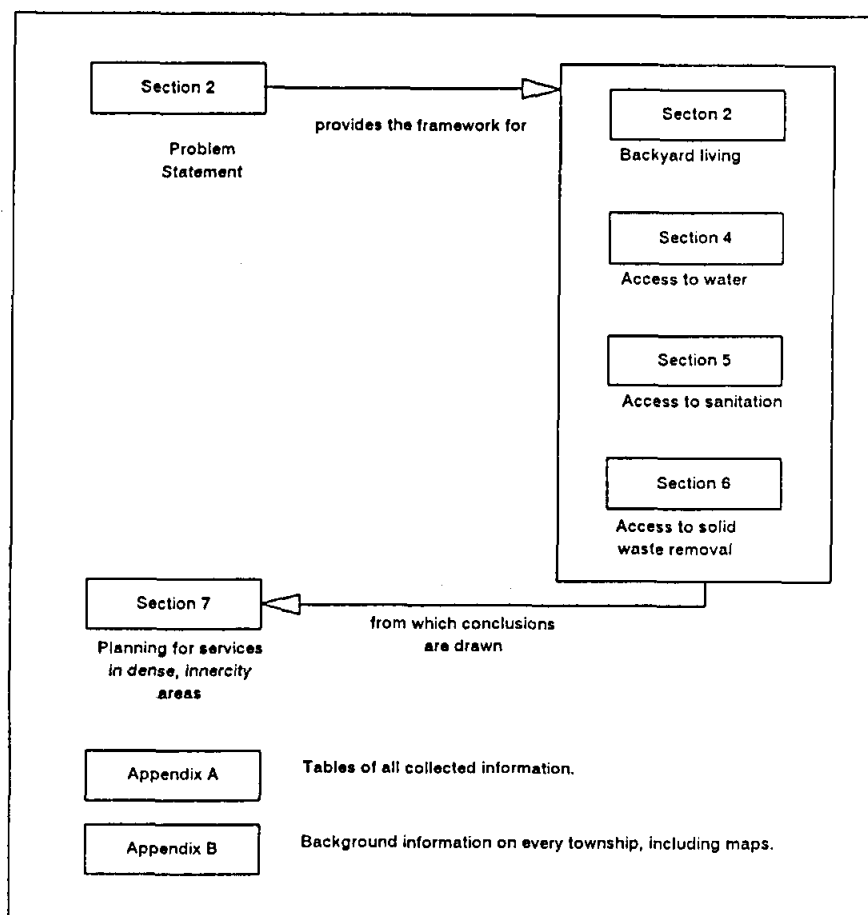 Section 2
Problem
Statement
provides the framework for
Secton 2
Backyard living
Section 4
Access to water
Section 5
Access to sanitation
Section 6
Access to solid
waste removal
Section 7
Planning for services
in dense, innercity
areas
from which conclusions
are drawn
Appendix A
Tables of all collected information.
Appendix B
Background information on every township, including maps.